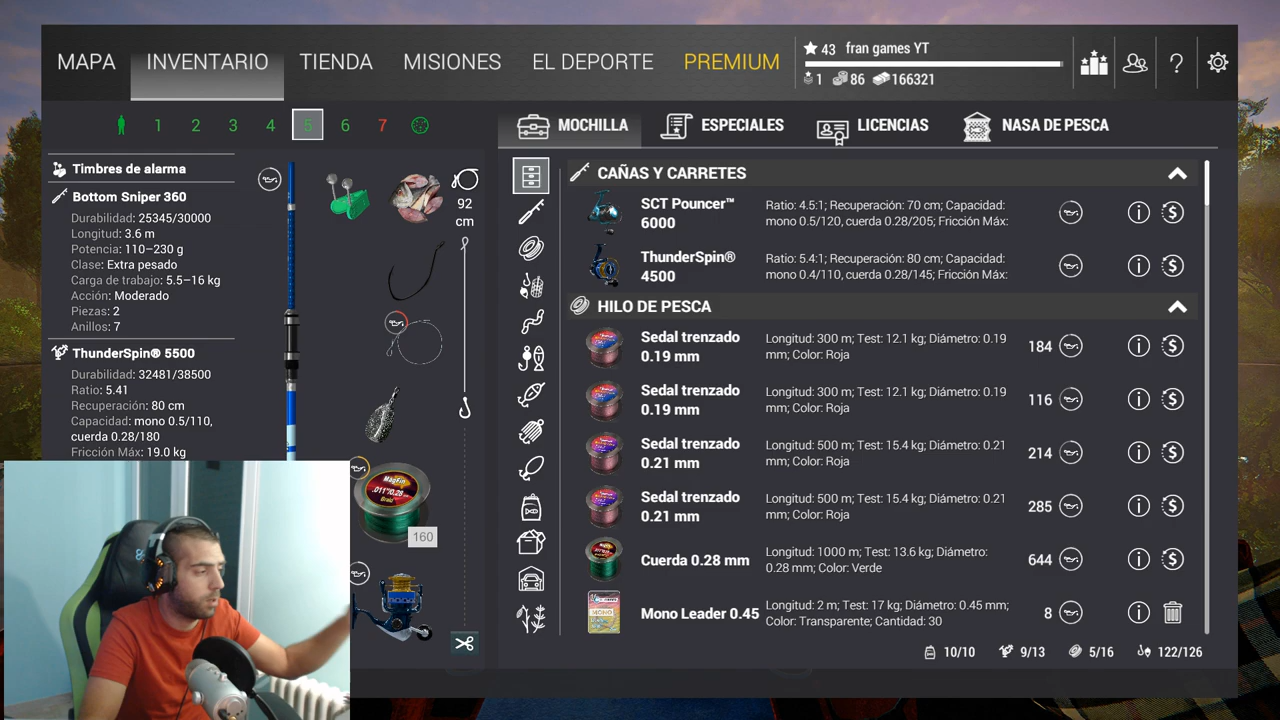 MAPA
INVENTARIO
TIENDA
MISIONES
EL DEPORTE
PREMIUM
43 fran games YT
1 86 166321
?
1 2 3 4 5 6 7
MOCHILLA
ESPECIALES
LICENCIAS
NASA DE PESCA
Timbres de alarma
Bottom Sniper 360
Durabilidad: 25345/30000
Longitud: 3.6 m
Potencia: 110–230 g
Clase: Extra pesado
Carga de trabajo: 5.5–16 kg
Acción: Moderado
Piezas: 2
Anillos: 7
ThunderSpin® 5500
Durabilidad: 32481/38500
Ratio: 5.41
Recuperación: 80 cm
Capacidad: mono 0.5/110,
cuerda 0.28/180
Fricción Máx: 19.0 kg
92
cm
MagFin
.011"/0.28
Braid
160
CAÑAS Y CARRETES
SCT Pouncer™
6000
Ratio: 4.5:1; Recuperación: 70 cm; Capacidad:
mono 0.5/120, cuerda 0.28/205; Fricción Máx:
ThunderSpin®
4500
Ratio: 5.4:1; Recuperación: 80 cm; Capacidad:
mono 0.4/110, cuerda 0.28/145; Fricción Máx:
HILO DE PESCA
Sedal trenzado
0.19 mm
Longitud: 300 m; Test: 12.1 kg; Diámetro: 0.19
mm; Color: Roja
184
Sedal trenzado
0.19 mm
Longitud: 300 m; Test: 12.1 kg; Diámetro: 0.19
mm; Color: Roja
116
Sedal trenzado
0.21 mm
Longitud: 500 m; Test: 15.4 kg; Diámetro: 0.21
mm; Color: Roja
214
Sedal trenzado
0.21 mm
Longitud: 500 m; Test: 15.4 kg; Diámetro: 0.21
mm; Color: Roja
285
Cuerda 0.28 mm
Longitud: 1000 m; Test: 13.6 kg; Diámetro:
0.28 mm; Color: Verde
644
MONO
Mono Leader 0.45
Longitud: 2 m; Test: 17 kg; Diámetro: 0.45 mm;
Color: Transparente; Cantidad: 30
8
10/10 9/13 5/16 122/126